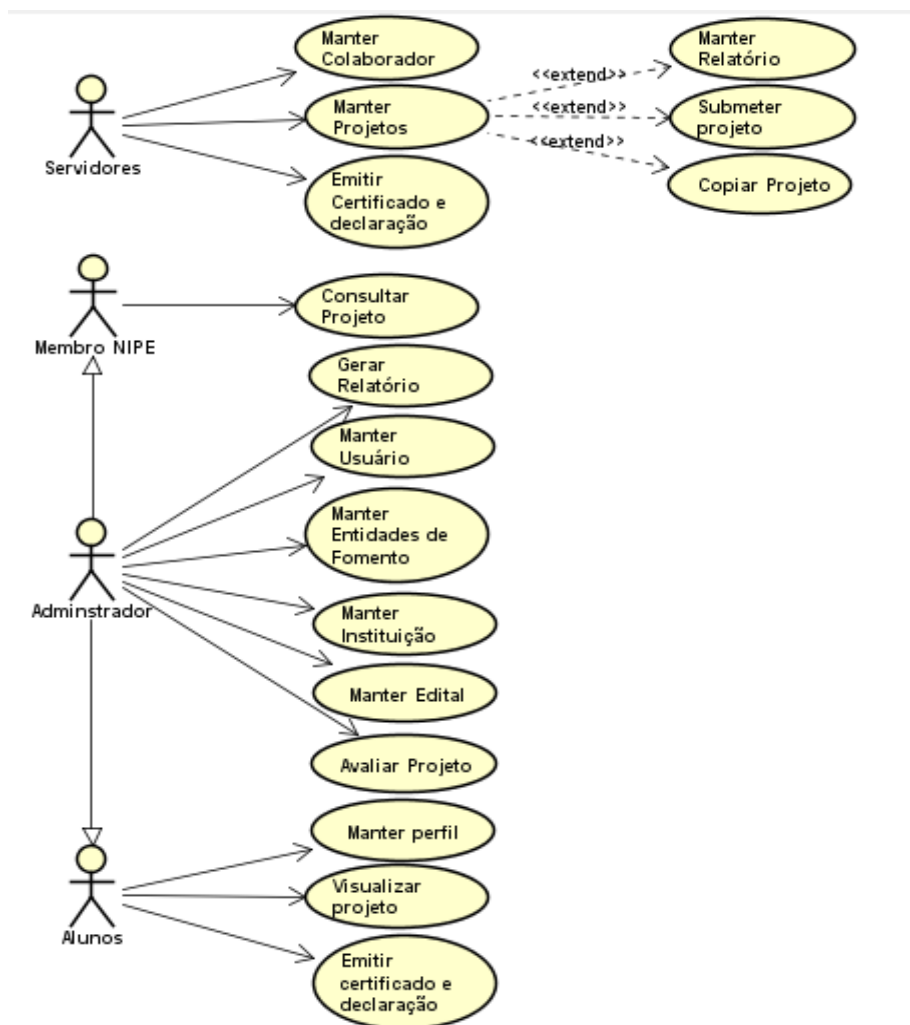 Manter
Colaborador
Manter
Relatório
<<extend>>
Manter
Projetos
<<extend>>
Submeter
projeto
<<extend>>
Servidores
Emitir
Certificado e
declaração
Copiar Projeto
Membro NIPE
Consultar
Projeto
Gerar
Relatório
Manter
Usuário
Manter
Entidades de
Fomento
Adminstrador
Manter
Instituição
Manter Edital
Avaliar Projeto
Manter perfil
Visualizar
projeto
Alunos
Emitir
certificado e
declaração